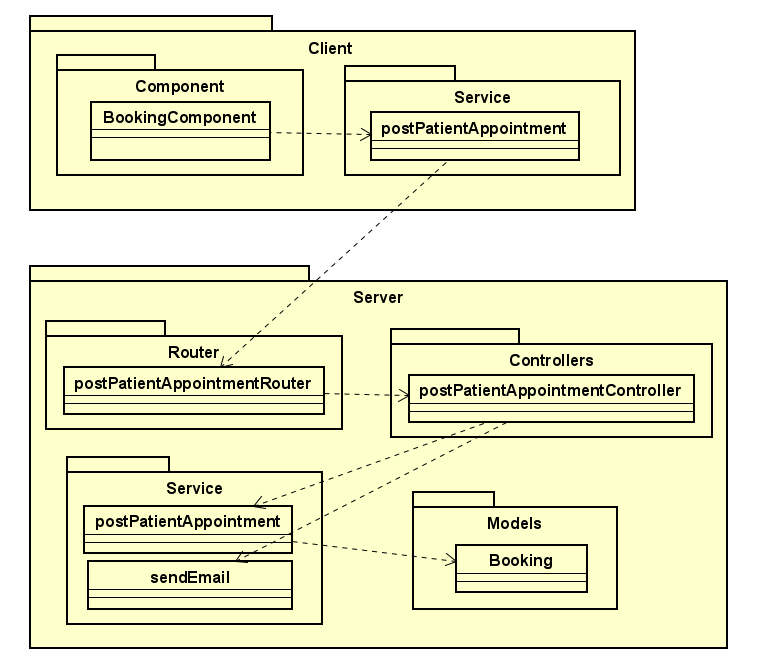 Client
Component
BookingComponent
Service
postPatientAppointment
Server
Router
postPatientAppointmentRouter
Controllers
postPatientAppointmentController
Service
postPatientAppointment
sendEmail
Models
Booking